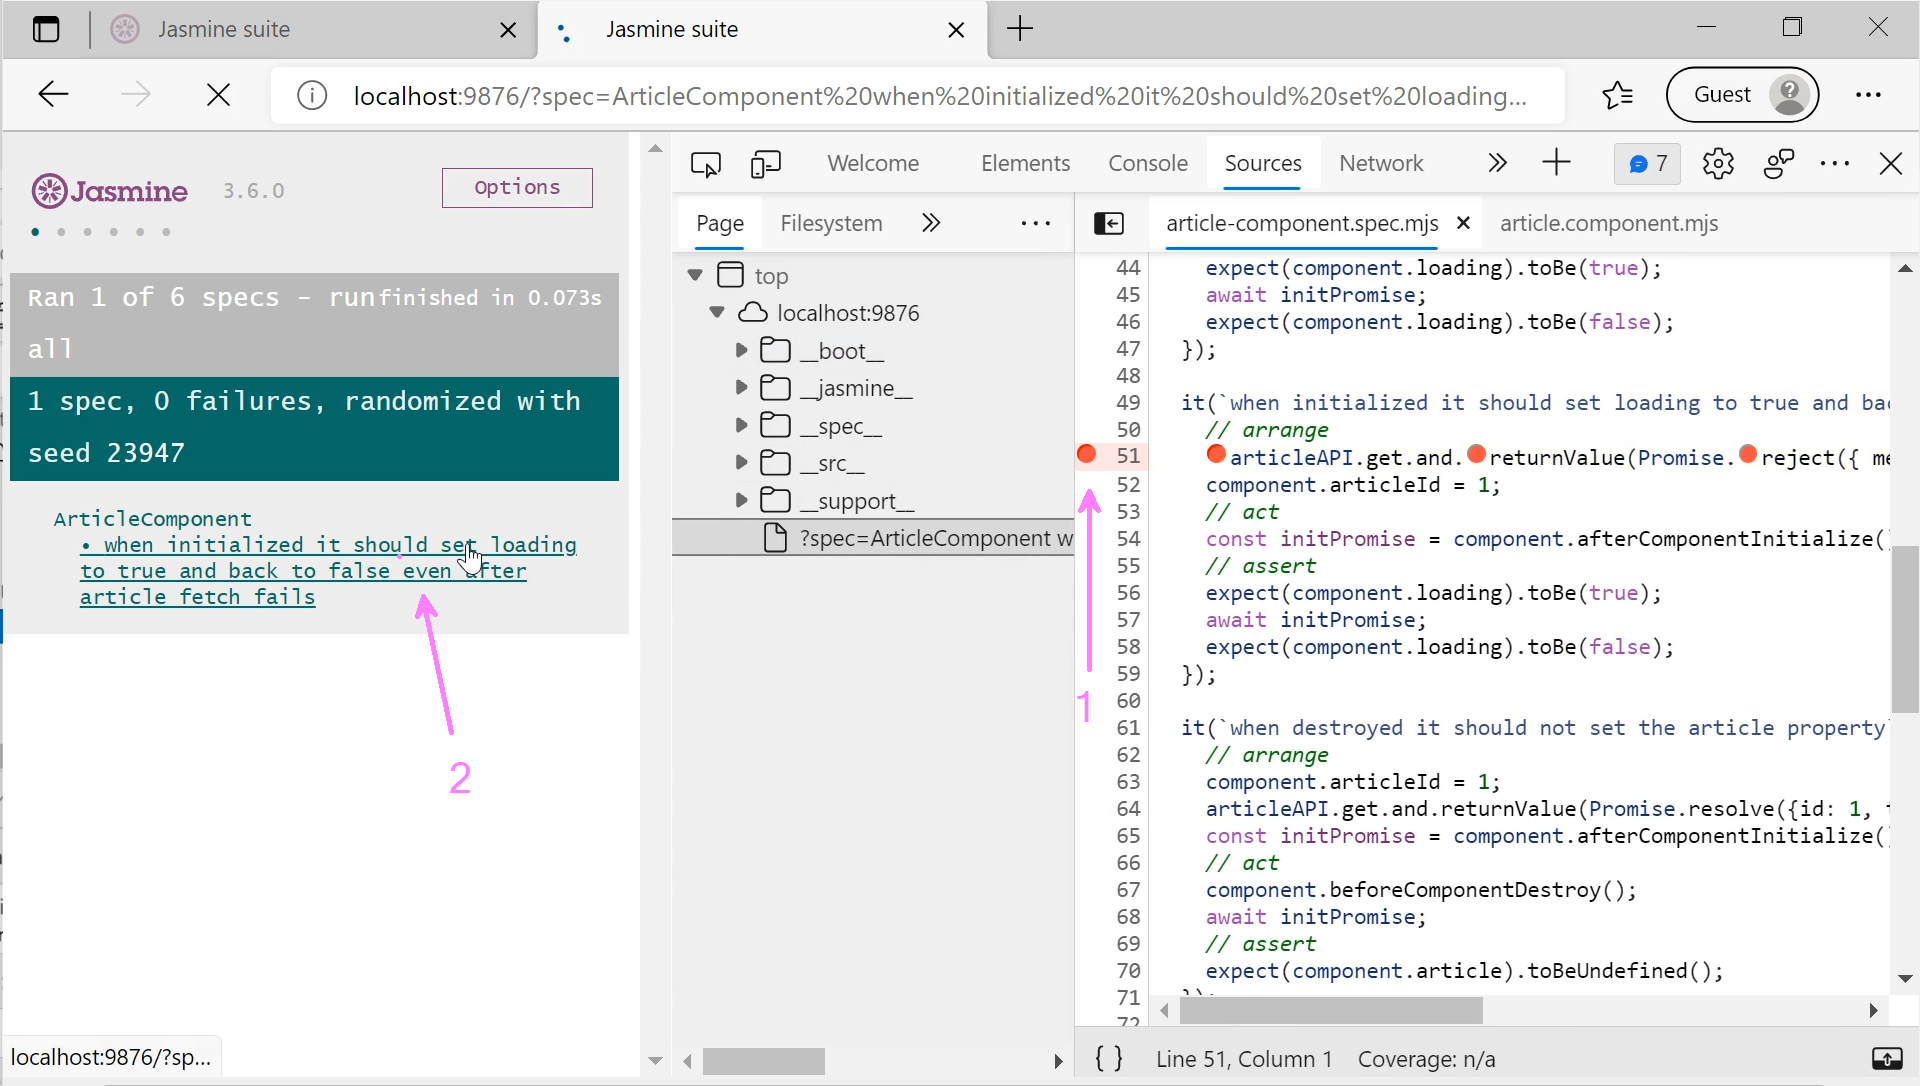 Jasmine suite
Jasmine suite
localhost:9876/?spec=ArticleComponent%20when%20initialized%20it%20should%20set%20loading...
Guest
Jasmine 3.6.0
Options
Ran 1 of 6 specs - run
all
finished in 0.073s
1 spec, 0 failures, randomized with
seed 23947
ArticleComponent
• when initialized it should set loading
to true and back to false even after
article fetch fails
2
localhost:9876/?sp...
Welcome
Elements
Console
Sources
Network
7
Page
Filesystem
top
localhost:9876
__boot__
__jasmine__
__spec__
__src__
__support__
?spec=ArticleComponent w
article-component.spec.mjs
article.component.mjs
44 expect(component.loading).toBe(true);
45 await initPromise;
46 expect(component.loading).toBe(false);
47 });
48
49 it(`when initialized it should set loading to true and bac
50 // arrange
51 articleAPI.get.and.returnValue(Promise.reject({ me
52 component.articleId = 1;
53 // act
54 const initPromise = component.afterComponentInitialize()
55 // assert
56 expect(component.loading).toBe(true);
57 await initPromise;
58 expect(component.loading).toBe(false);
59 });
60
61 it(`when destroyed it should not set the article property`
62 // arrange
63 component.articleId = 1;
64 articleAPI.get.and.returnValue(Promise.resolve({id: 1,
65 const initPromise = component.afterComponentInitialize()
66 // act
67 component.beforeComponentDestroy();
68 await initPromise;
69 // assert
70 expect(component.article).toBeUndefined();
71 });
72
1
{ } Line 51, Column 1 Coverage: n/a